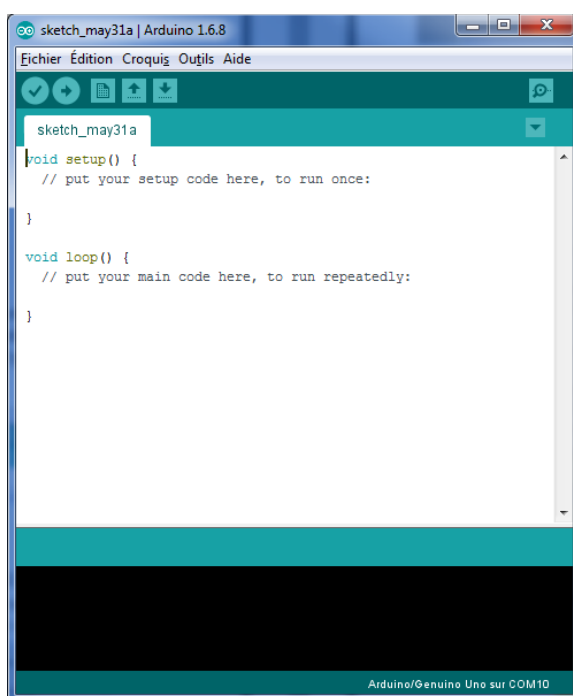 sketch_may31a | Arduino 1.6.8
Fichier Édition Croquis Outils Aide
sketch_may31a
void setup() {
// put your setup code here, to run once:
}
void loop() {
// put your main code here, to run repeatedly:
}
Arduino/Genuino Uno sur COM10